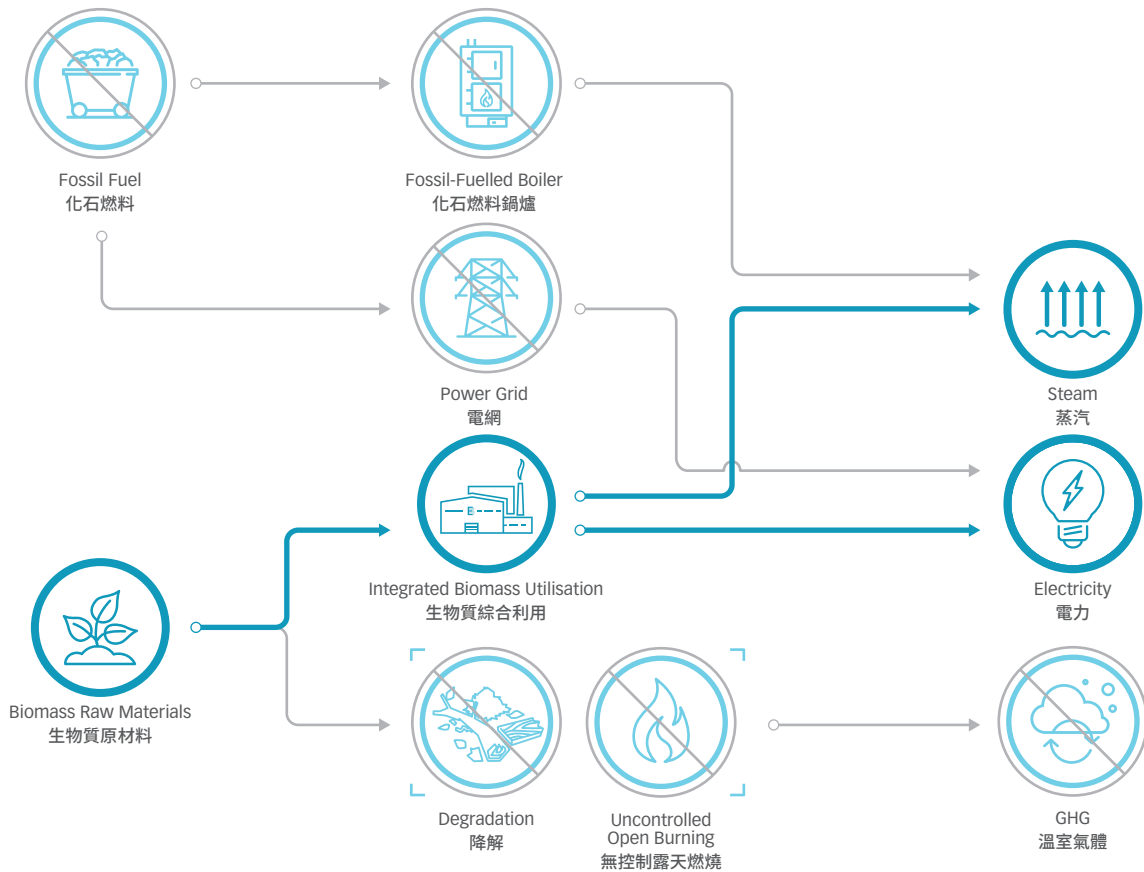 Fossil Fuel
化石燃料
Fossil-Fuelled Boiler
化石燃料鍋爐
Power Grid
電網
Steam
蒸汽
Integrated Biomass Utilisation
生物質綜合利用
Electricity
電力
Biomass Raw Materials
生物質原材料
Degradation
降解
Uncontrolled
Open Burning
無控制露天燃燒
GHG
溫室氣體